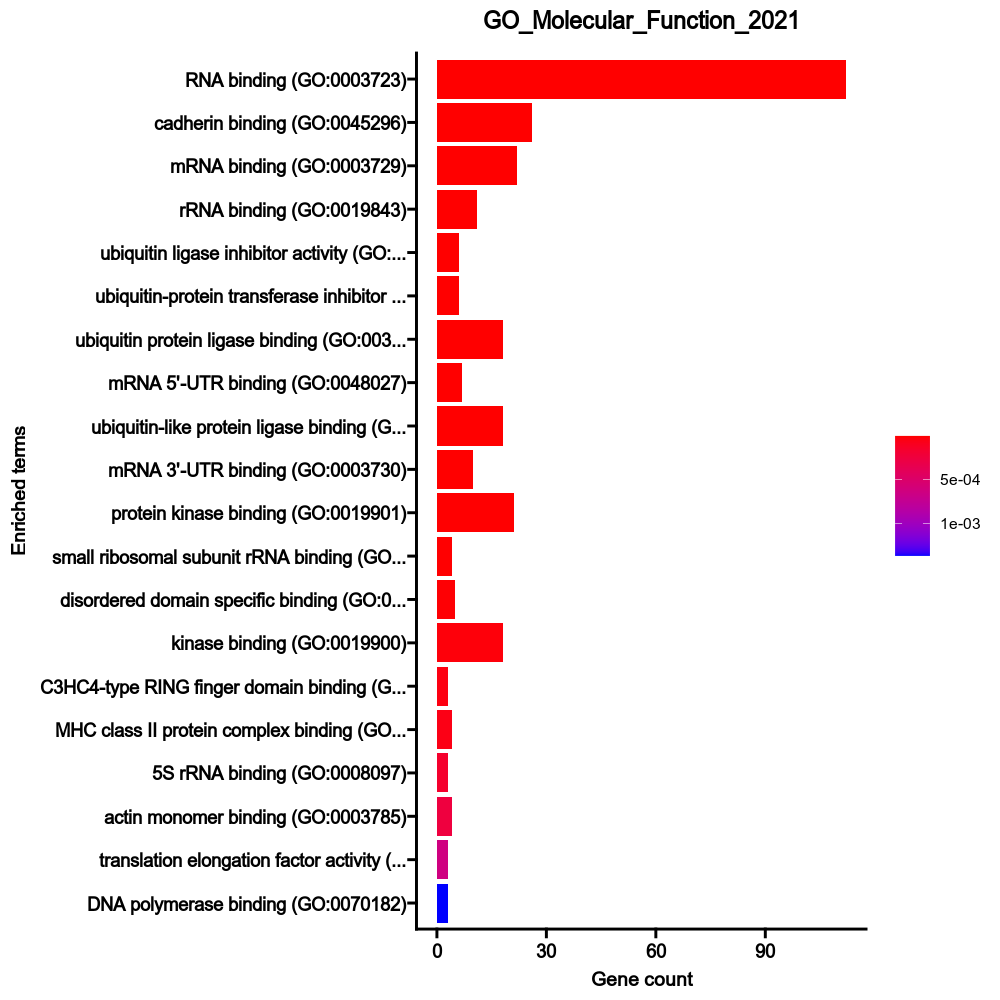 GO_Molecular_Function_2021
RNA binding (GO:0003723)
cadherin binding (GO:0045296)
mRNA binding (GO:0003729)
rRNA binding (GO:0019843)
ubiquitin ligase inhibitor activity (GO:...
ubiquitin-protein transferase inhibitor ...
ubiquitin protein ligase binding (GO:003...
mRNA 5'-UTR binding (GO:0048027)
ubiquitin-like protein ligase binding (G...
mRNA 3'-UTR binding (GO:0003730)
protein kinase binding (GO:0019901)
small ribosomal subunit rRNA binding (GO...
disordered domain specific binding (GO:0...
kinase binding (GO:0019900)
C3HC4-type RING finger domain binding (G...
MHC class II protein complex binding (GO...
5S rRNA binding (GO:0008097)
actin monomer binding (GO:0003785)
translation elongation factor activity (...
DNA polymerase binding (GO:0070182)
Enriched terms
0 30 60 90
Gene count
5e-04
1e-03